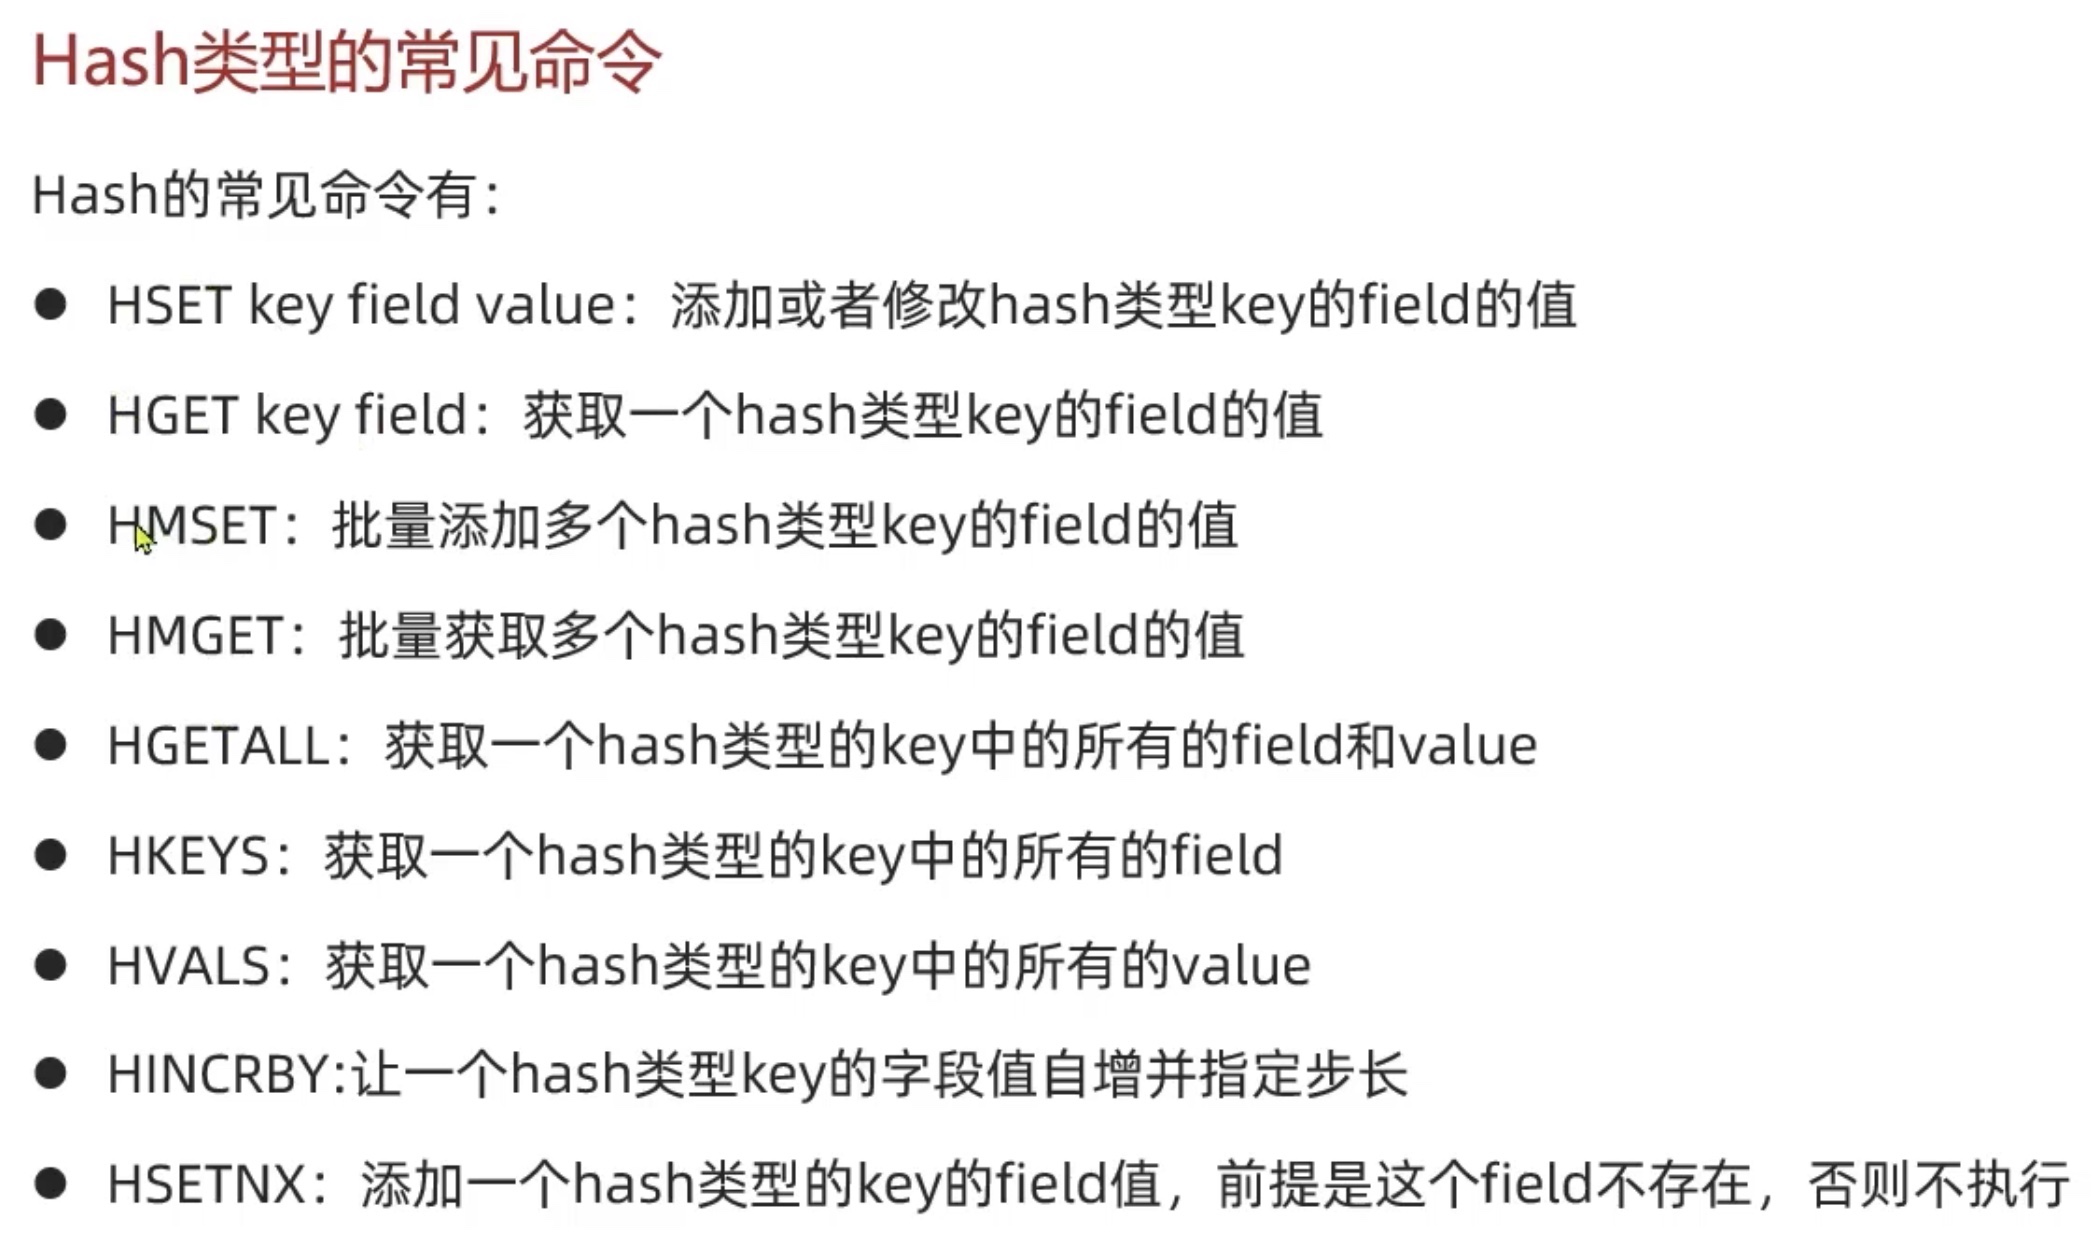 Hash类型的常见命令
Hash的常见命令有：
● HSET key field value：添加或者修改hash类型key的field的值
● HGET key field：获取一个hash类型key的field的值
● HMSET：批量添加多个hash类型key的field的值
● HMGET：批量获取多个hash类型key的field的值
● HGETALL：获取一个hash类型的key中的所有的field和value
● HKEYS：获取一个hash类型的key中的所有的field
● HVALS：获取一个hash类型的key中的所有的value
● HINCRBY:让一个hash类型key的字段值自增并指定步长
● HSETNX：添加一个hash类型的key的field值，前提是这个field不存在，否则不执行